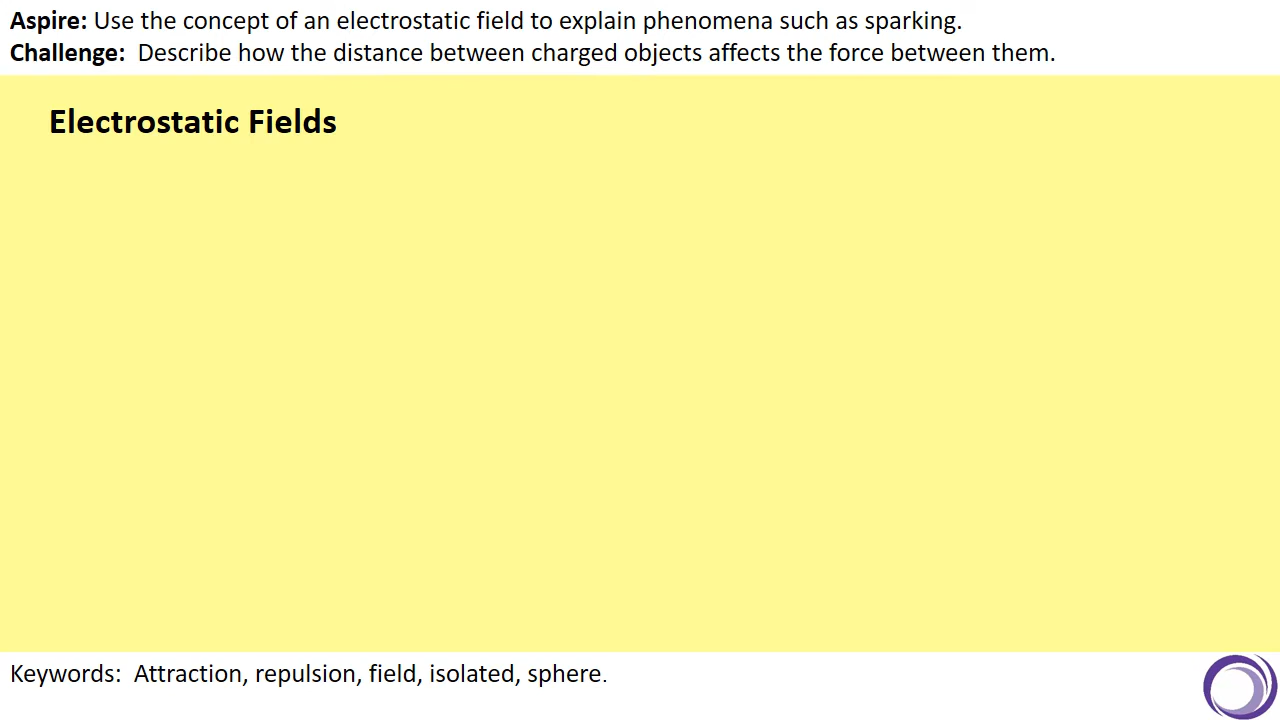 Aspire: Use the concept of an electrostatic field to explain phenomena such as sparking.
Challenge:  Describe how the distance between charged objects affects the force between them.
Electrostatic Fields
Keywords:  Attraction, repulsion, field, isolated, sphere.